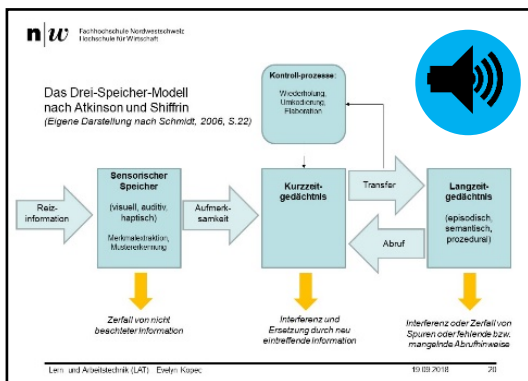 n|w Fachhochschule Nordwestschweiz
Hochschule für Wirtschaft
Das Drei-Speicher-Modell
nach Atkinson und Shiffrin
(Eigene Darstellung nach Schmidt, 2006, S.22)
Kontroll-prozesse:
Wiederholung,
Umkodierung,
Elaboration
Reiz-
information
Sensorischer
Speicher
(visuell, auditiv,
haptisch)
Merkmalextraktion,
Mustererkennung
Aufmerk-
samkeit
Kurzzeit-
gedächtnis
Transfer
Abruf
Langzeit-
gedächtnis
(episodisch,
semantisch,
prozedural)
Zerfall von nicht
beachteter Information
Interferenz und
Ersetzung durch neu
eintreffende Information
Interferenz oder Zerfall von
Spuren oder fehlende bzw.
mangelnde Abrufhinweise
Lern- und Arbeitstechnik (LAT) Evelyn Kopec 19.09.2018 20